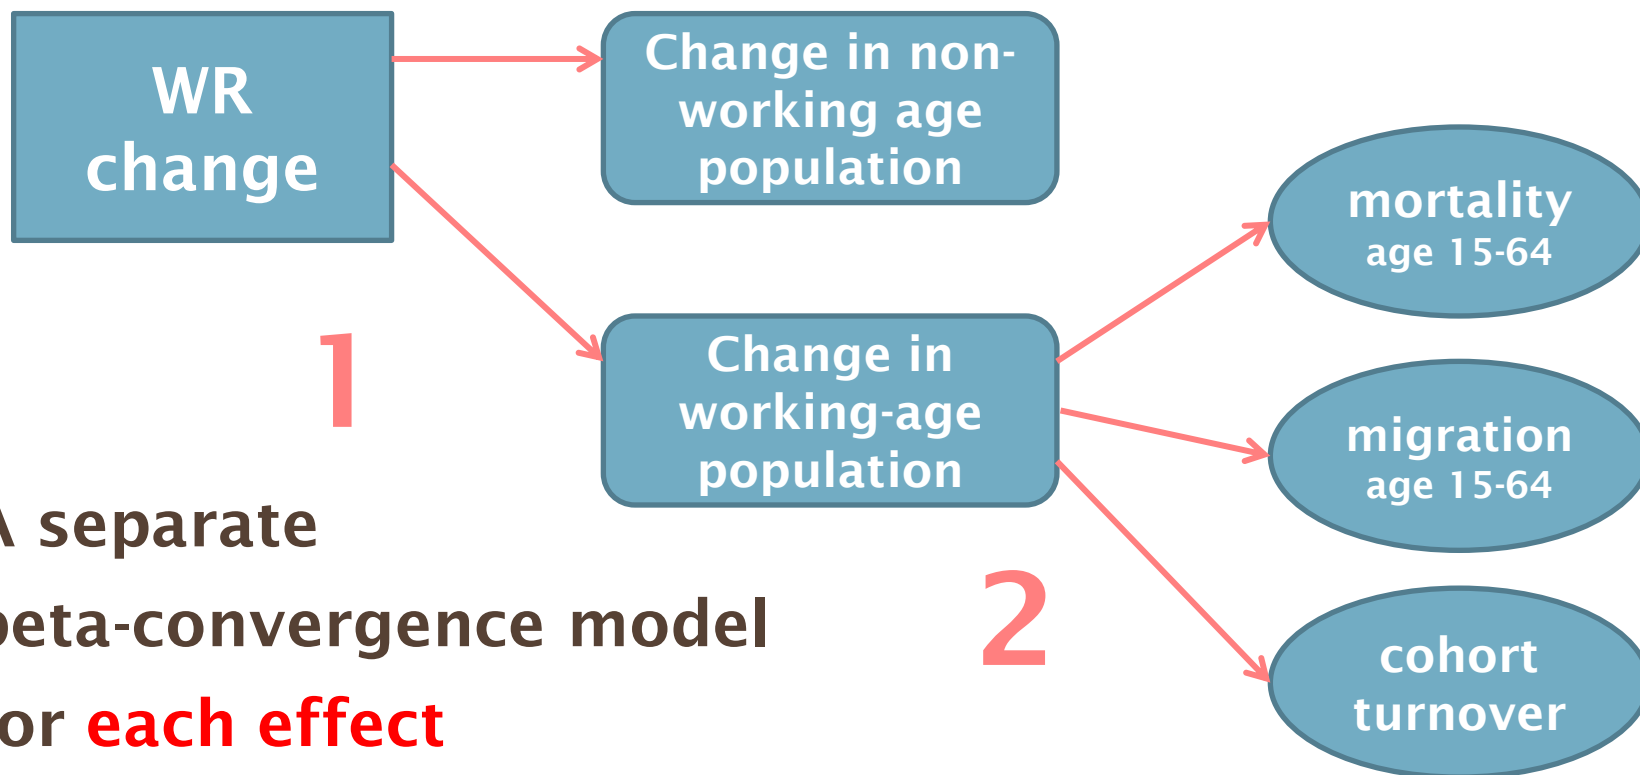 WR
change
Change in non-
working age
population
mortality
age 15-64
1
Change in
working-age
population
migration
age 15-64
A separate
beta-convergence model
or each effect
2
cohort
turnover